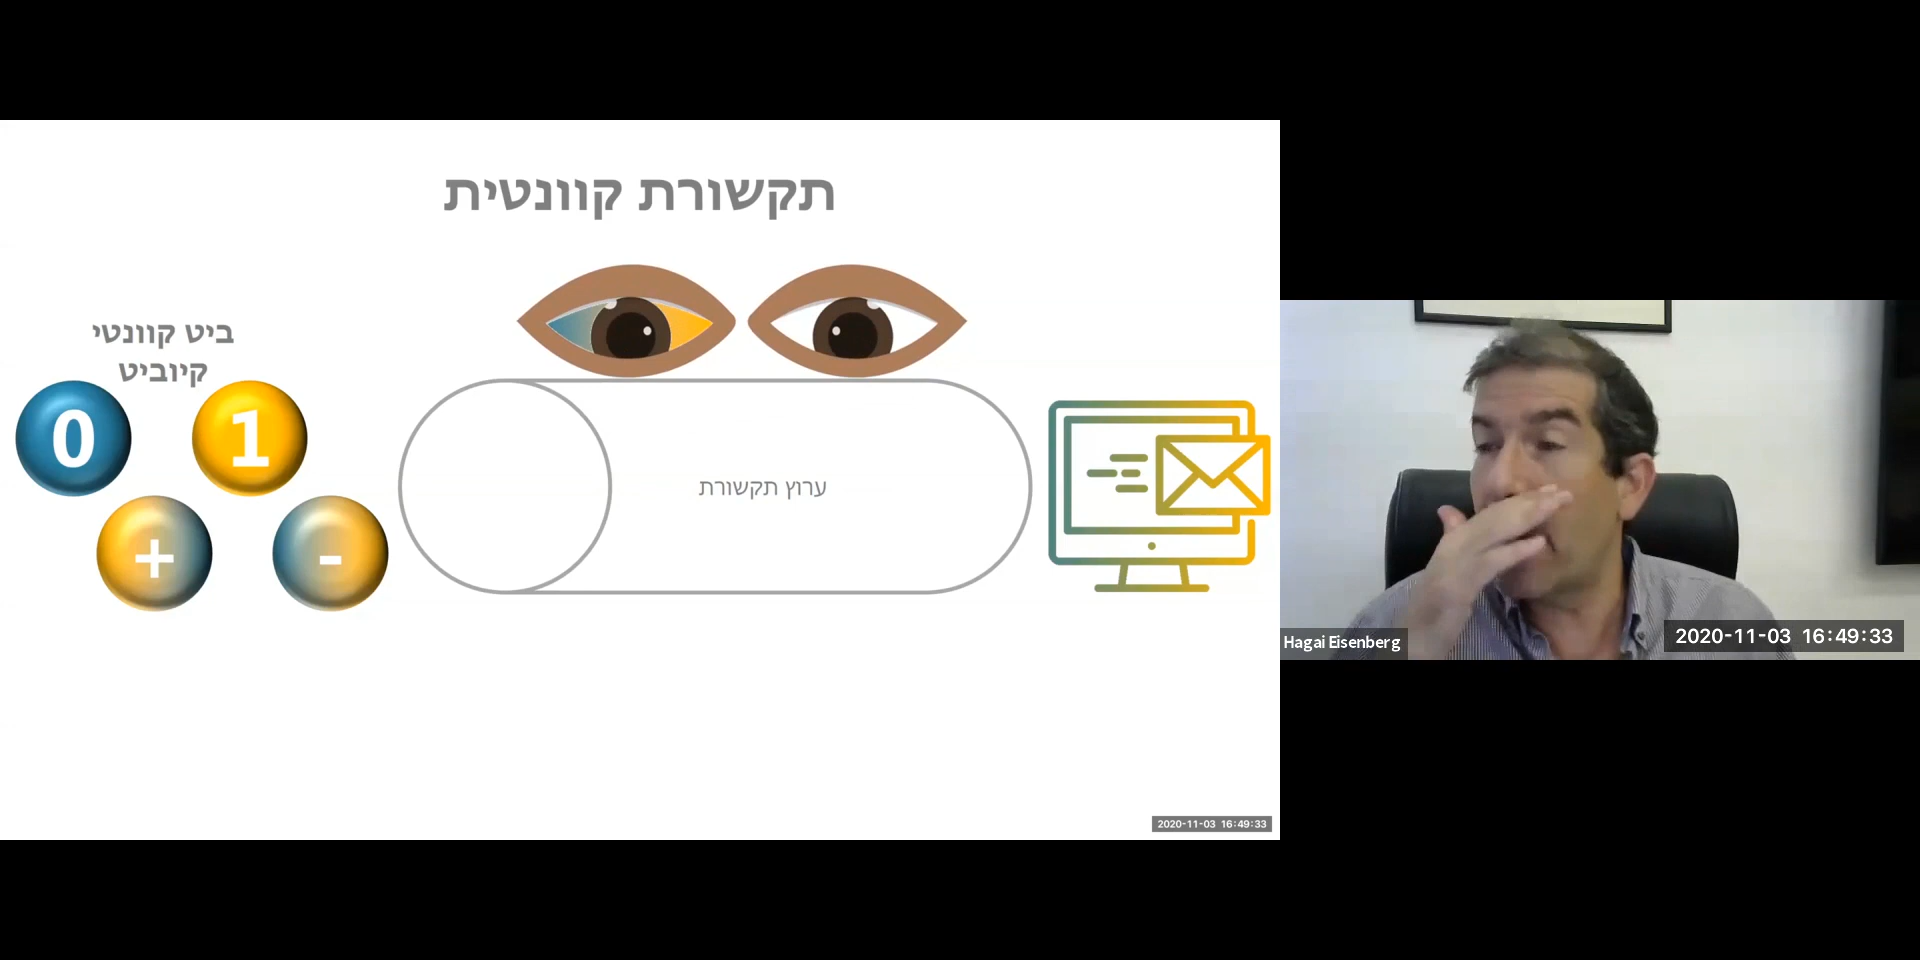 תקשורת קוונטית
ביט קוונטי
קיוביט
0
1
+
-
ערוץ תקשורת
2020-11-03 16:49:33
Hagai Eisenberg
2020-11-03 16:49:33